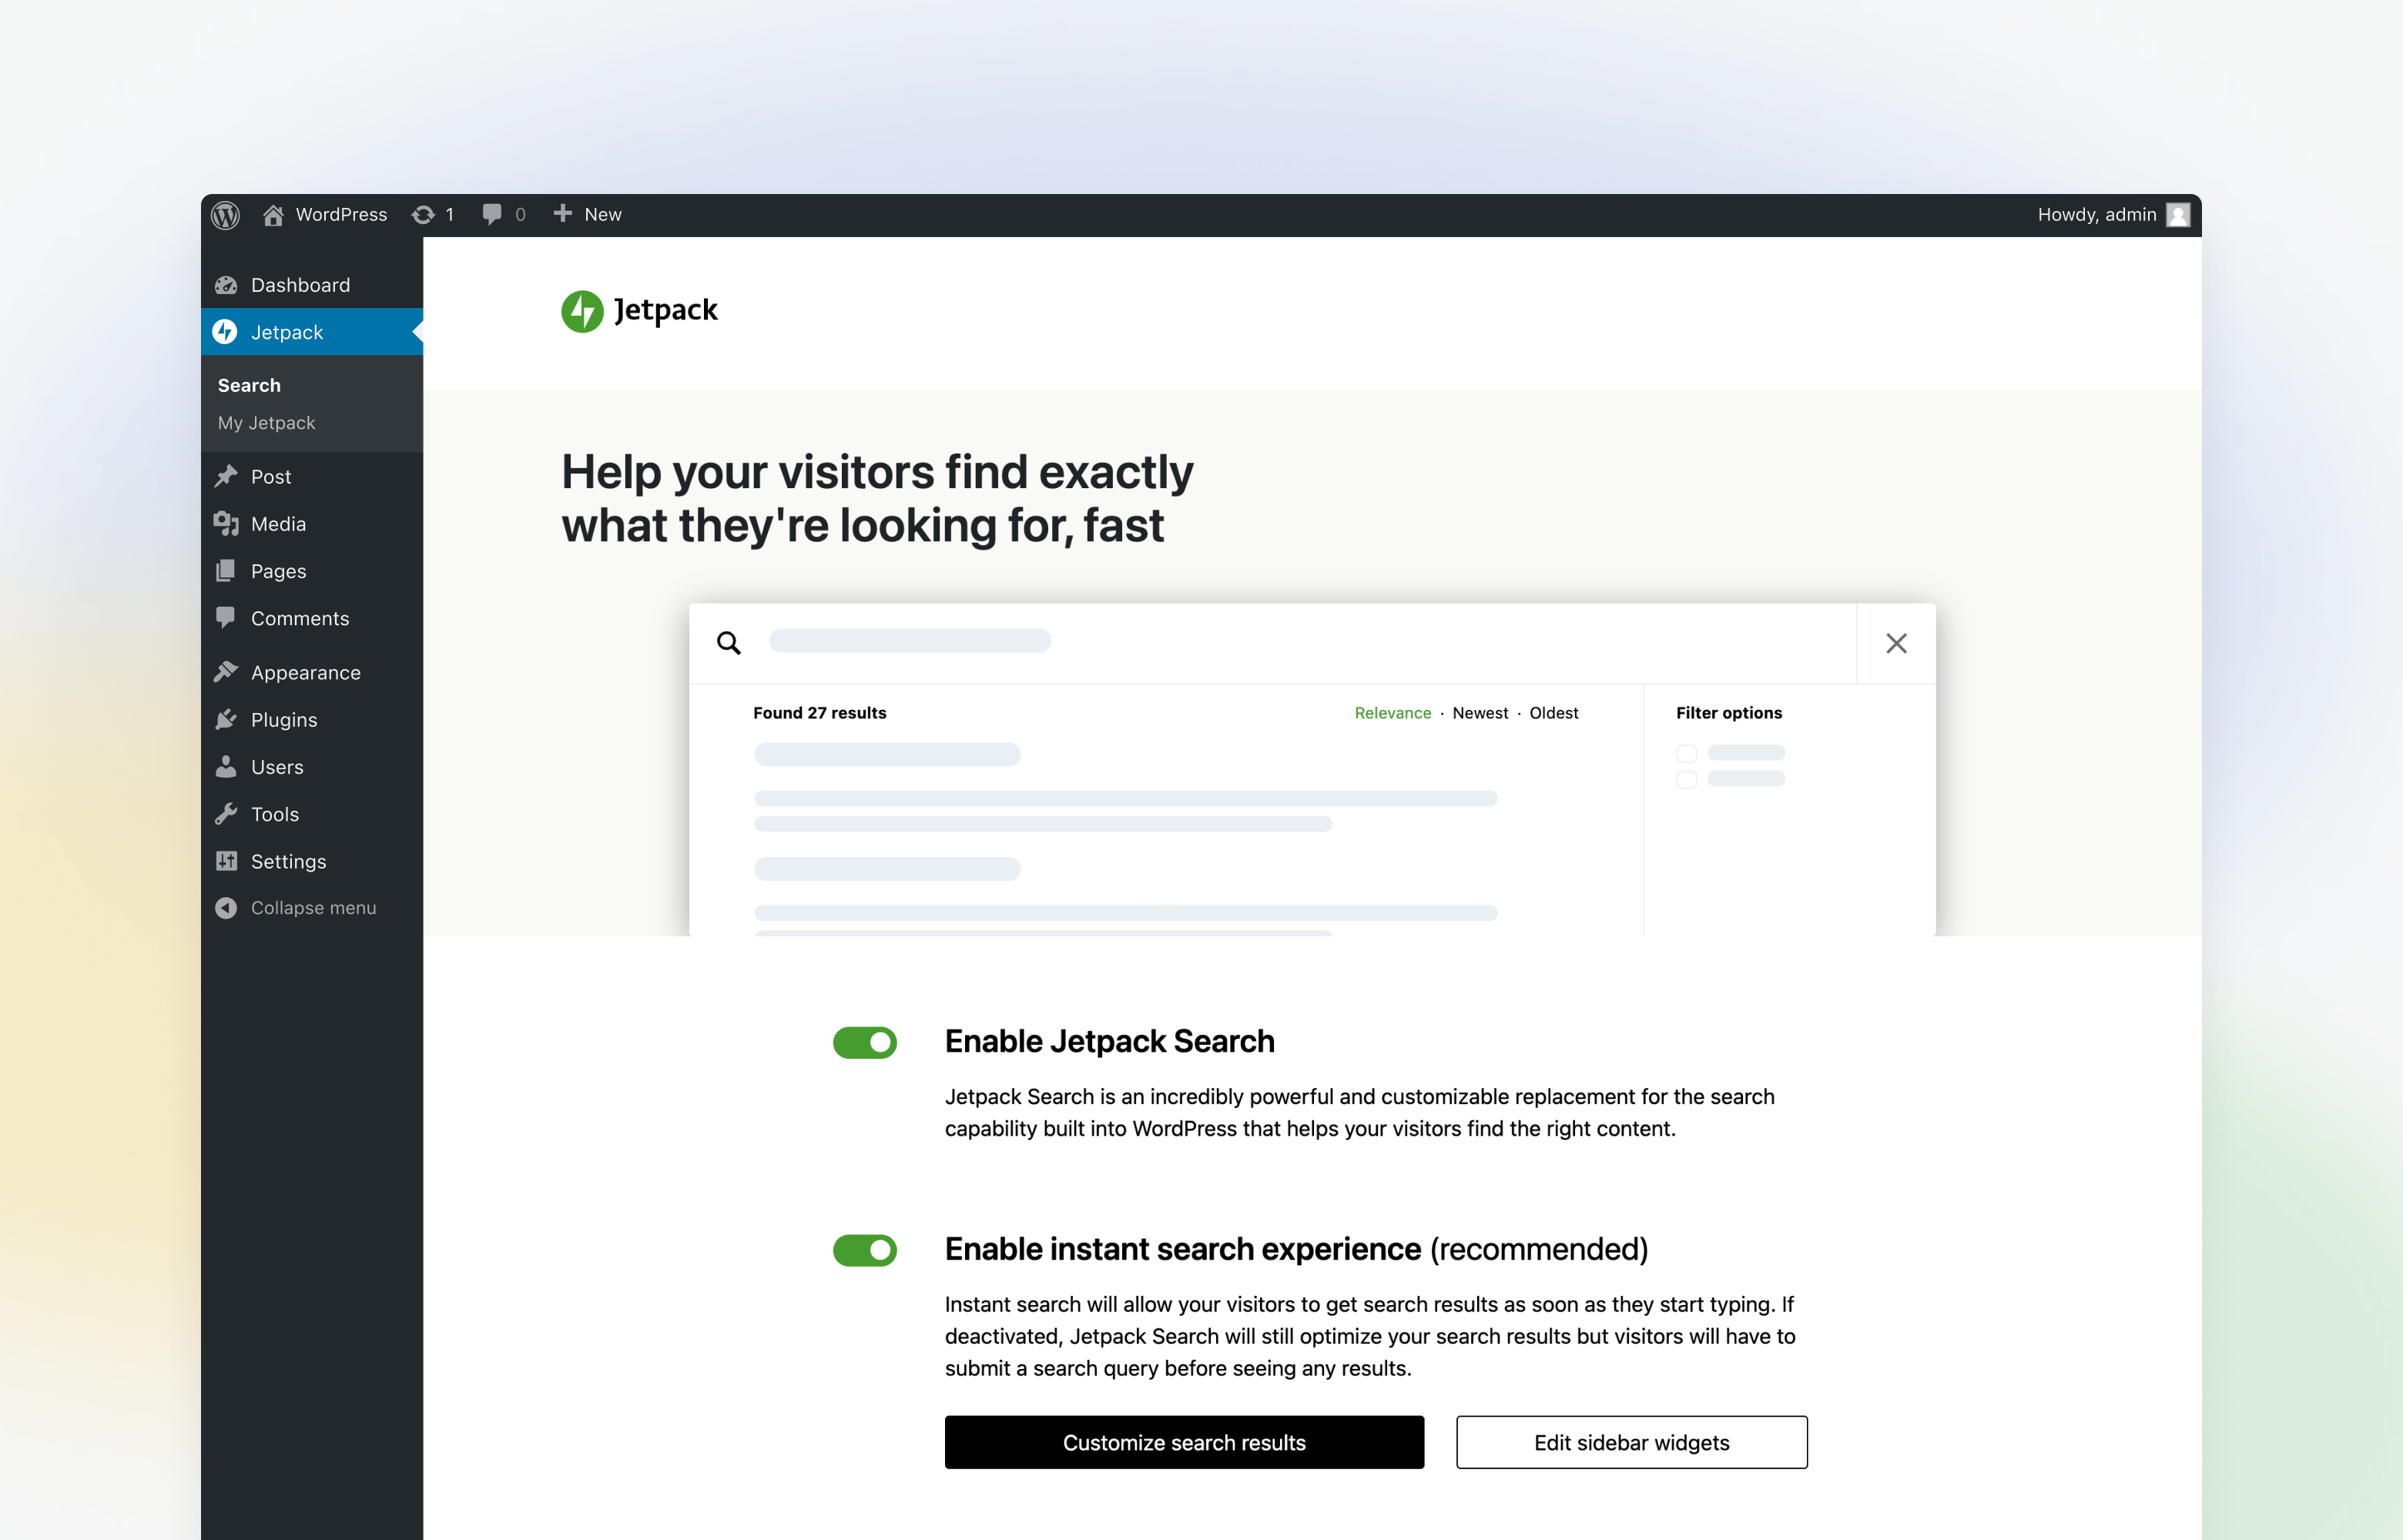 WordPress 1 0 New Howdy, admin
Dashboard
Jetpack
Search
My Jetpack
Post
Media
Pages
Comments
Appearance
Plugins
Users
Tools
Settings
Collapse menu
Jetpack
Help your visitors find exactly
what they're looking for, fast
Found 27 results Relevance · Newest · Oldest Filter options
Enable Jetpack Search
Jetpack Search is an incredibly powerful and customizable replacement for the search
capability built into WordPress that helps your visitors find the right content.
Enable instant search experience (recommended)
Instant search will allow your visitors to get search results as soon as they start typing. If
deactivated, Jetpack Search will still optimize your search results but visitors will have to
submit a search query before seeing any results.
Customize search results Edit sidebar widgets